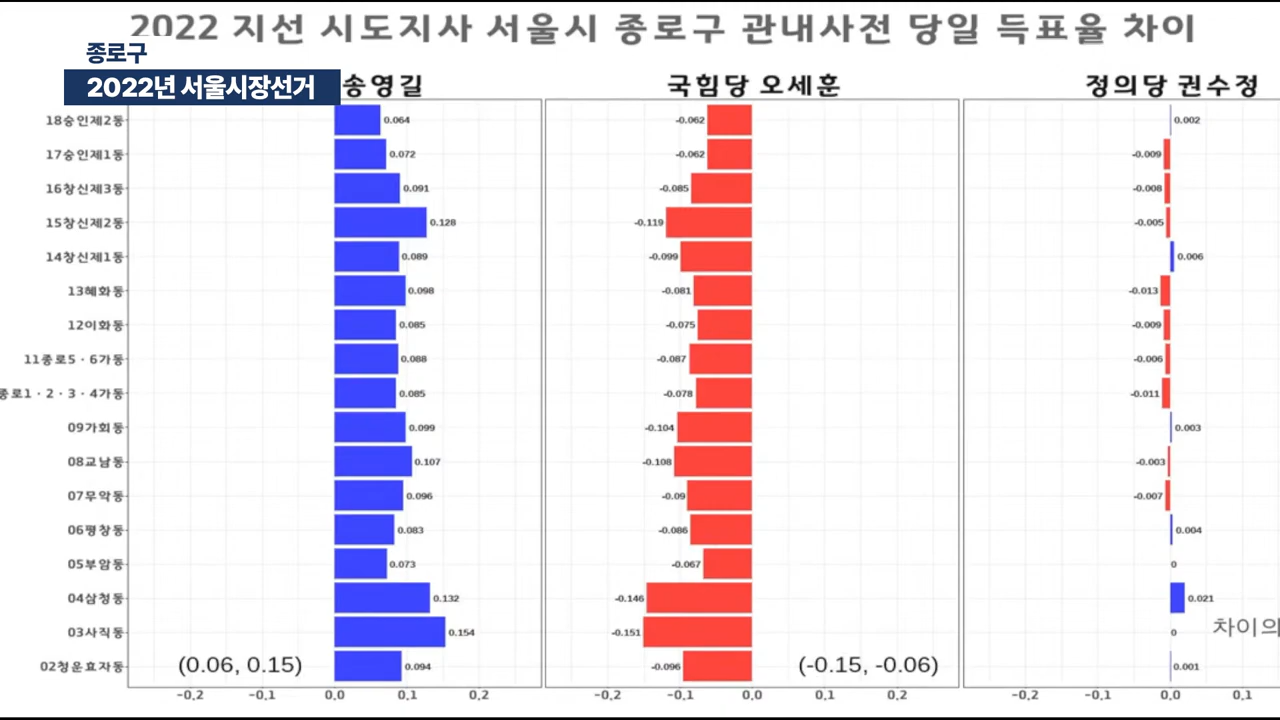 2022 지선 시도지사 서울시 종로구 관내사전 당일 득표율 차이
종로구
2022년 서울시장선거
송영길 국힘당 오세훈 정의당 권수정
18숭인제2동 0.064 -0.062 0.002
17숭인제1동 0.072 -0.062 -0.009
16창신제3동 0.091 -0.085 -0.008
15창신제2동 0.128 -0.119 -0.005
14창신제1동 0.089 -0.099 0.006
13혜화동 0.098 -0.081 -0.013
12이화동 0.085 -0.075 -0.009
11종로5·6가동 0.088 -0.087 -0.006
종로1·2·3·4가동 0.085 -0.078 -0.011
09가회동 0.099 -0.104 0.003
08교남동 0.107 -0.108 -0.003
07무악동 0.096 -0.09 -0.007
06평창동 0.083 -0.086 0.004
05부암동 0.073 -0.067 0
04삼청동 0.132 -0.146 0.021
03사직동 0.154 -0.151 0 차이의
02청운효자동 (0.06, 0.15) 0.094 -0.096 (-0.15, -0.06) 0.001
-0.2 -0.1 0.0 0.1 0.2 -0.2 -0.1 0.0 0.1 0.2 -0.2 -0.1 0.0 0.1